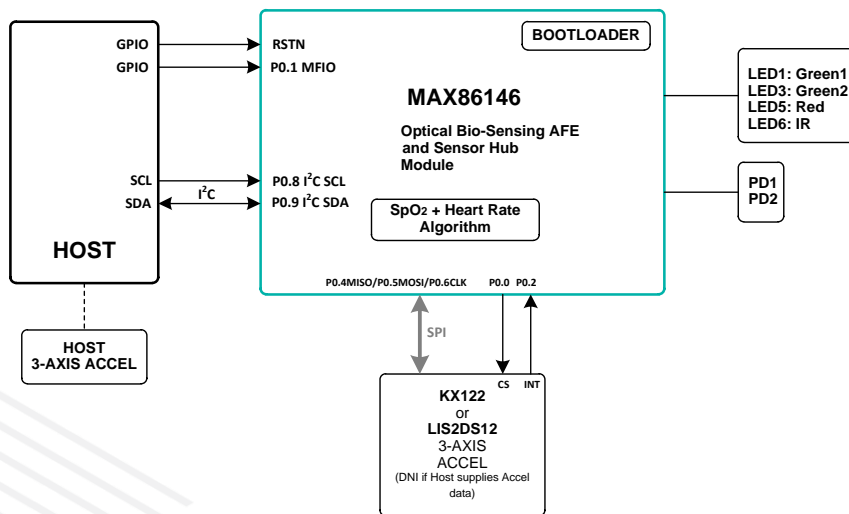 GPIO
GPIO
SCL
SDA
HOST
I²C
HOST
3-AXIS ACCEL
RSTN
P0.1 MFIO
BOOTLOADER
MAX86146
Optical Bio-Sensing AFE
and Sensor Hub
Module
P0.8 I²C SCL
P0.9 I²C SDA
SpO₂ + Heart Rate
Algorithm
P0.4MISO/P0.5MOSI/P0.6CLK
P0.0
P0.2
LED1: Green1
LED3: Green2
LED5: Red
LED6: IR
PD1
PD2
SPI
CS
INT
KX122
or
LIS2DS12
3-AXIS
ACCEL
(DNI if Host supplies Accel
data)